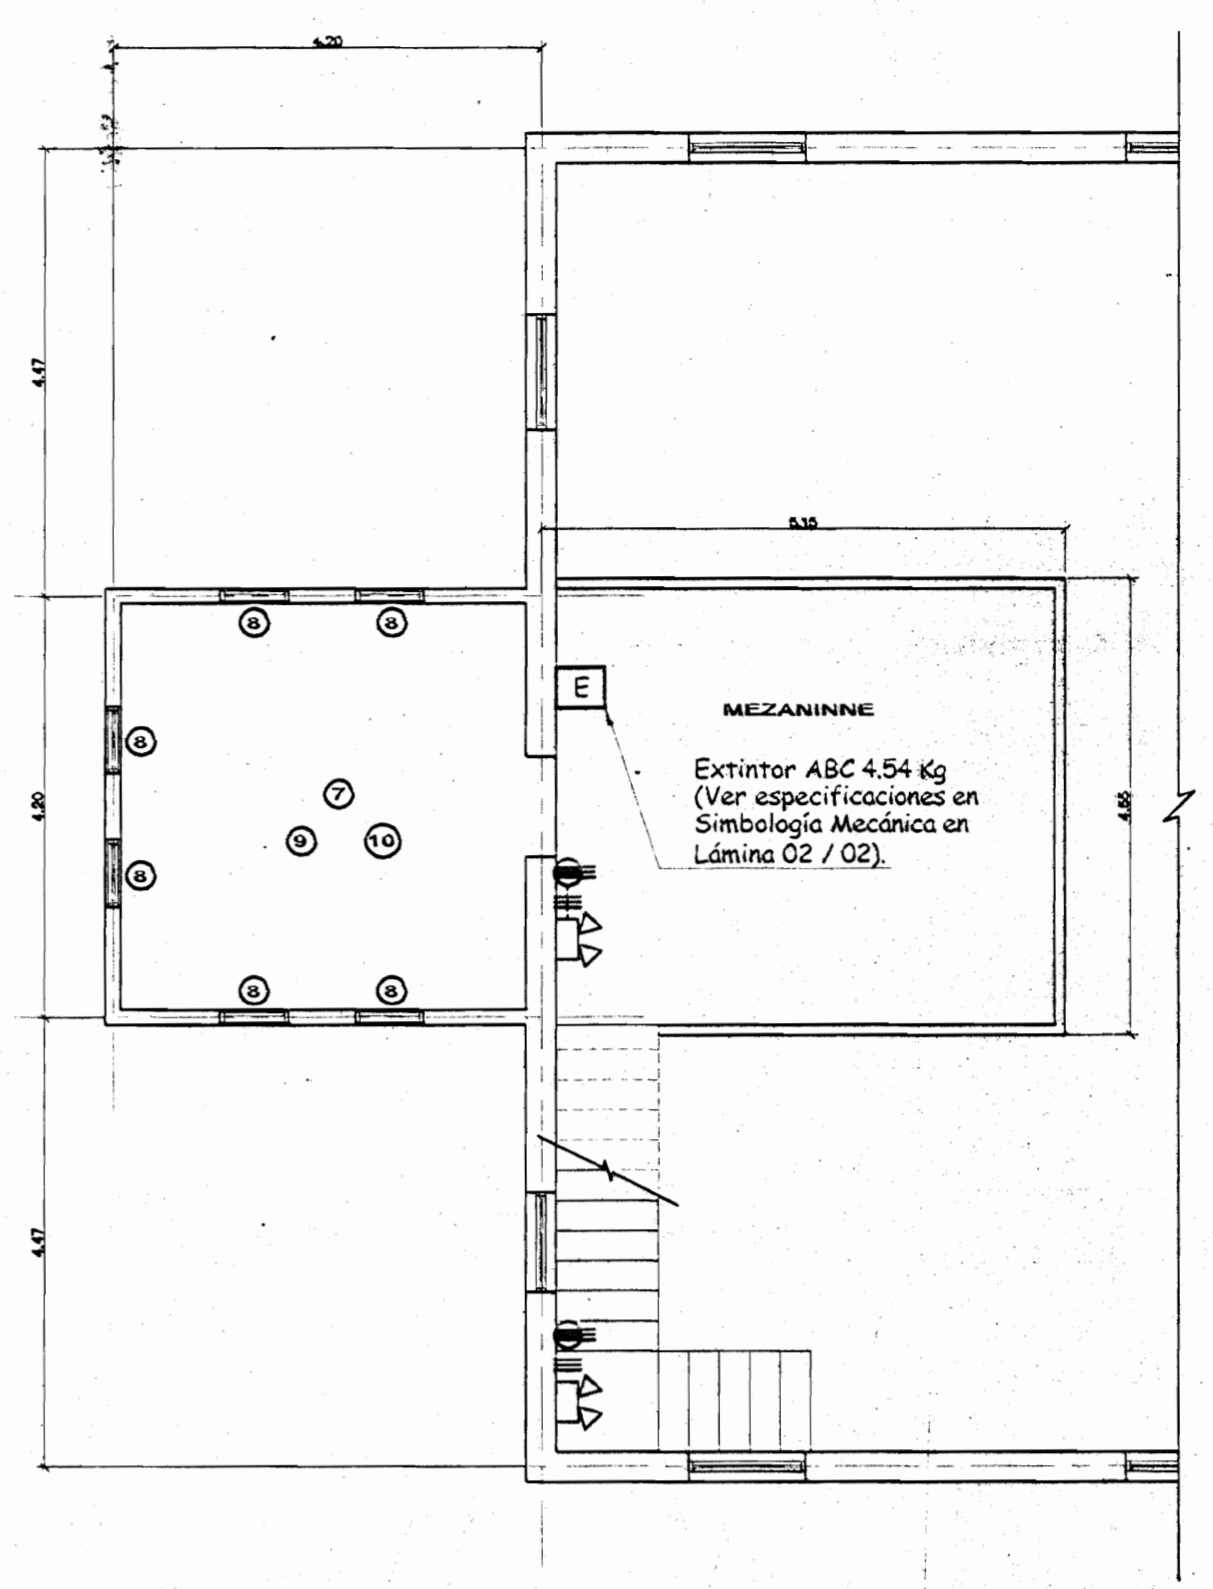 4.20
4.47
5.15
8
8
E
MEZANINNE
8
Extintor ABC 4.54 Kg
(Ver especificaciones en
Simbología Mecánica en
Lámina 02 / 02).
7
4.20
4.55
9
10
8
8
8
4.47